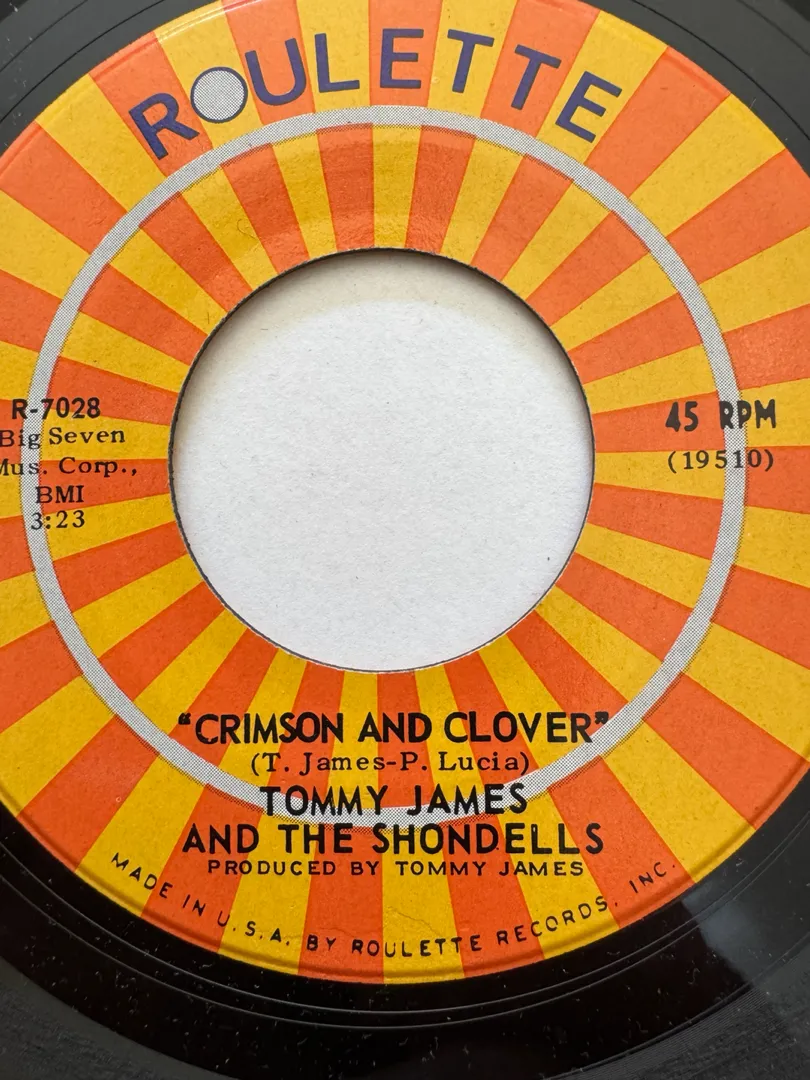 ROULETTE
R-7028
Big Seven
Mus. Corp.,
BMI
3:23
45 RPM
(19510)
"CRIMSON AND CLOVER"
(T. James-P. Lucia)
TOMMY JAMES
AND THE SHONDELLS
PRODUCED BY TOMMY JAMES
MADE IN U.S.A. BY ROULETTE RECORDS, INC.